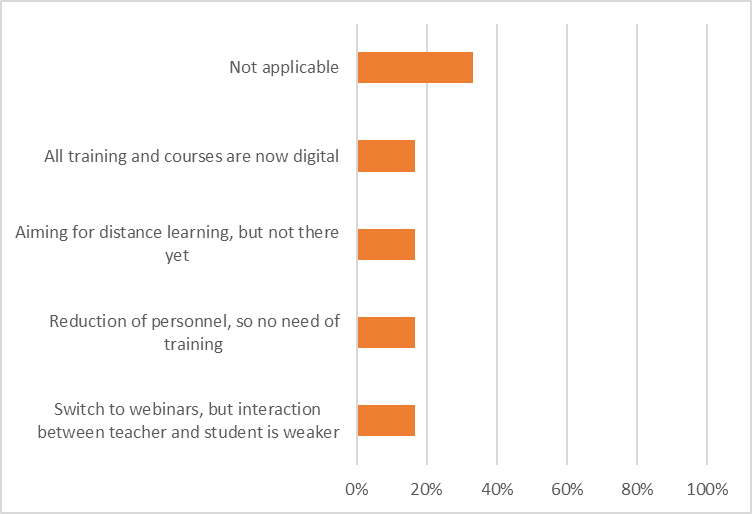 Not applicable
All training and courses are now digital
Aiming for distance learning, but not there
yet
Reduction of personnel, so no need of
training
Switch to webinars, but interaction
between teacher and student is weaker
0% 20% 40% 60% 80% 100%